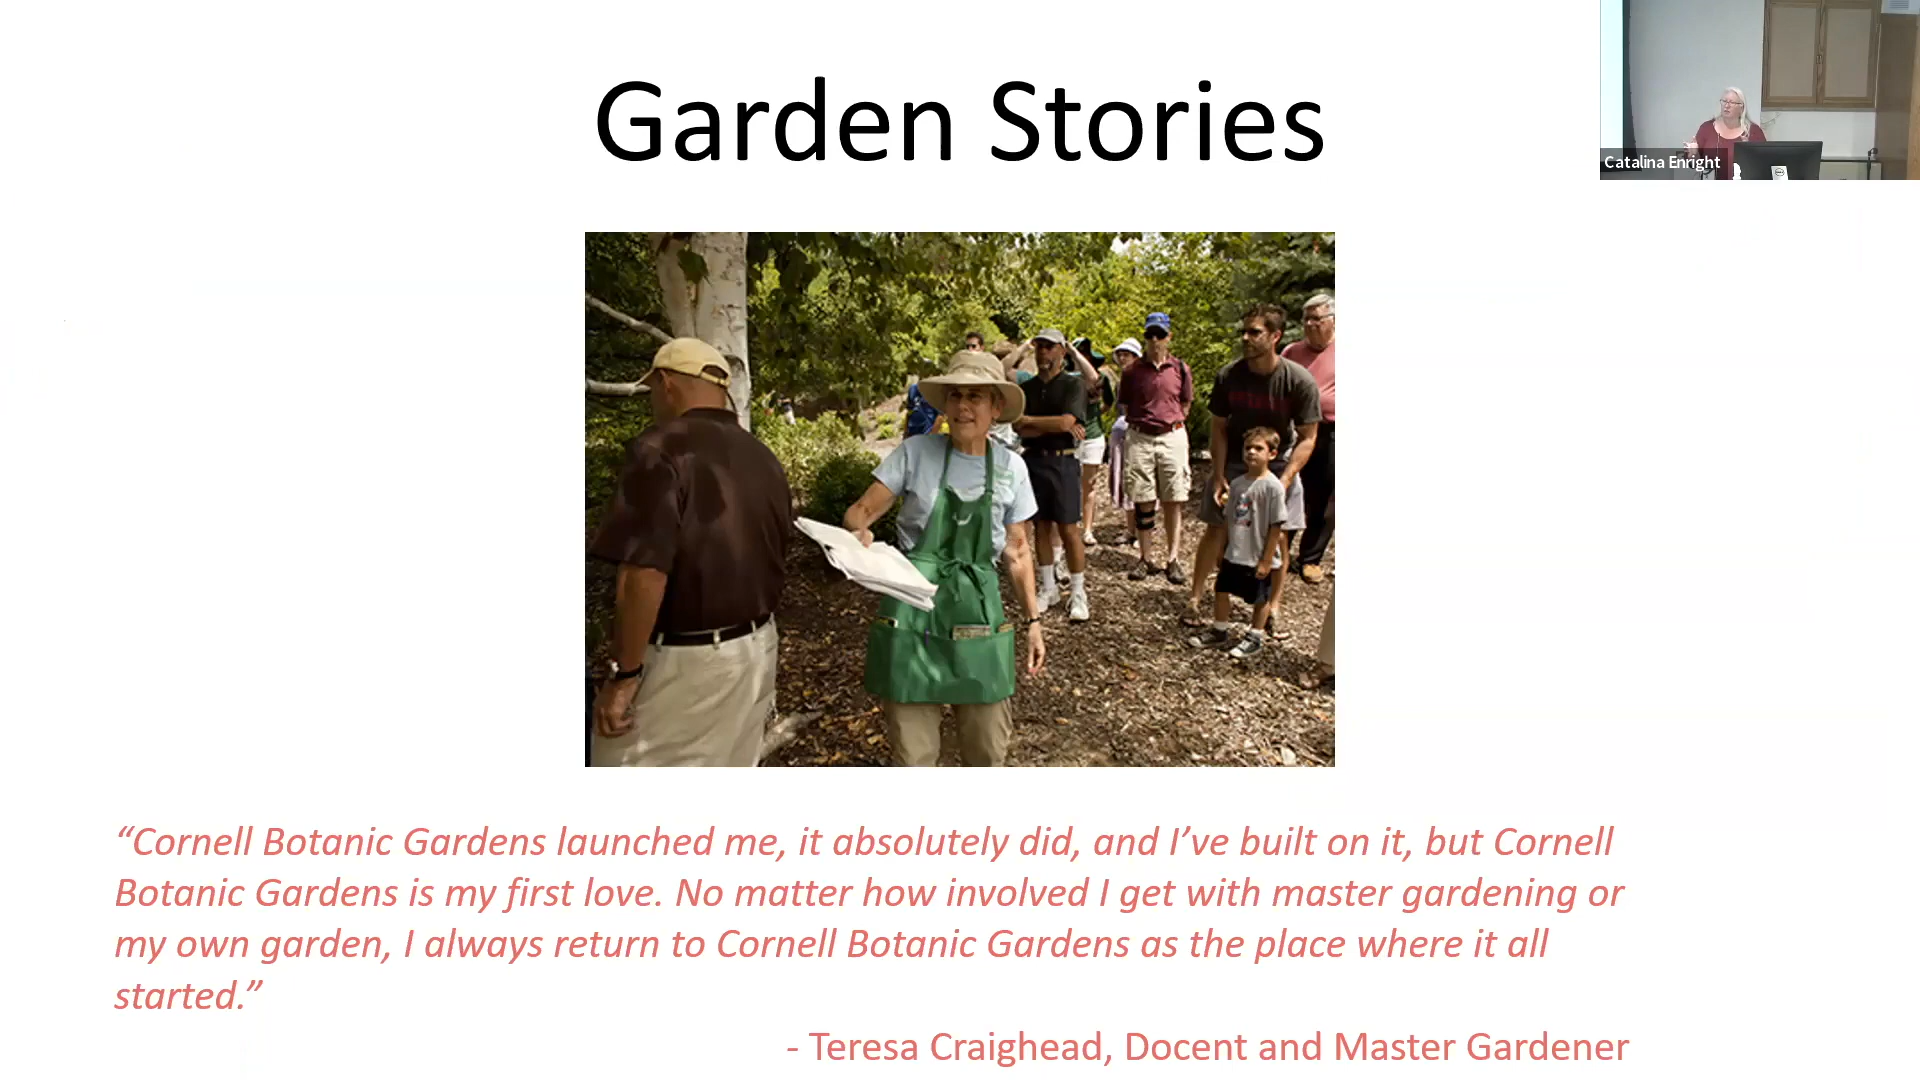 Garden Stories
Catalina Enright
“Cornell Botanic Gardens launched me, it absolutely did, and I’ve built on it, but Cornell
Botanic Gardens is my first love. No matter how involved I get with master gardening or
my own garden, I always return to Cornell Botanic Gardens as the place where it all
started.”
- Teresa Craighead, Docent and Master Gardener